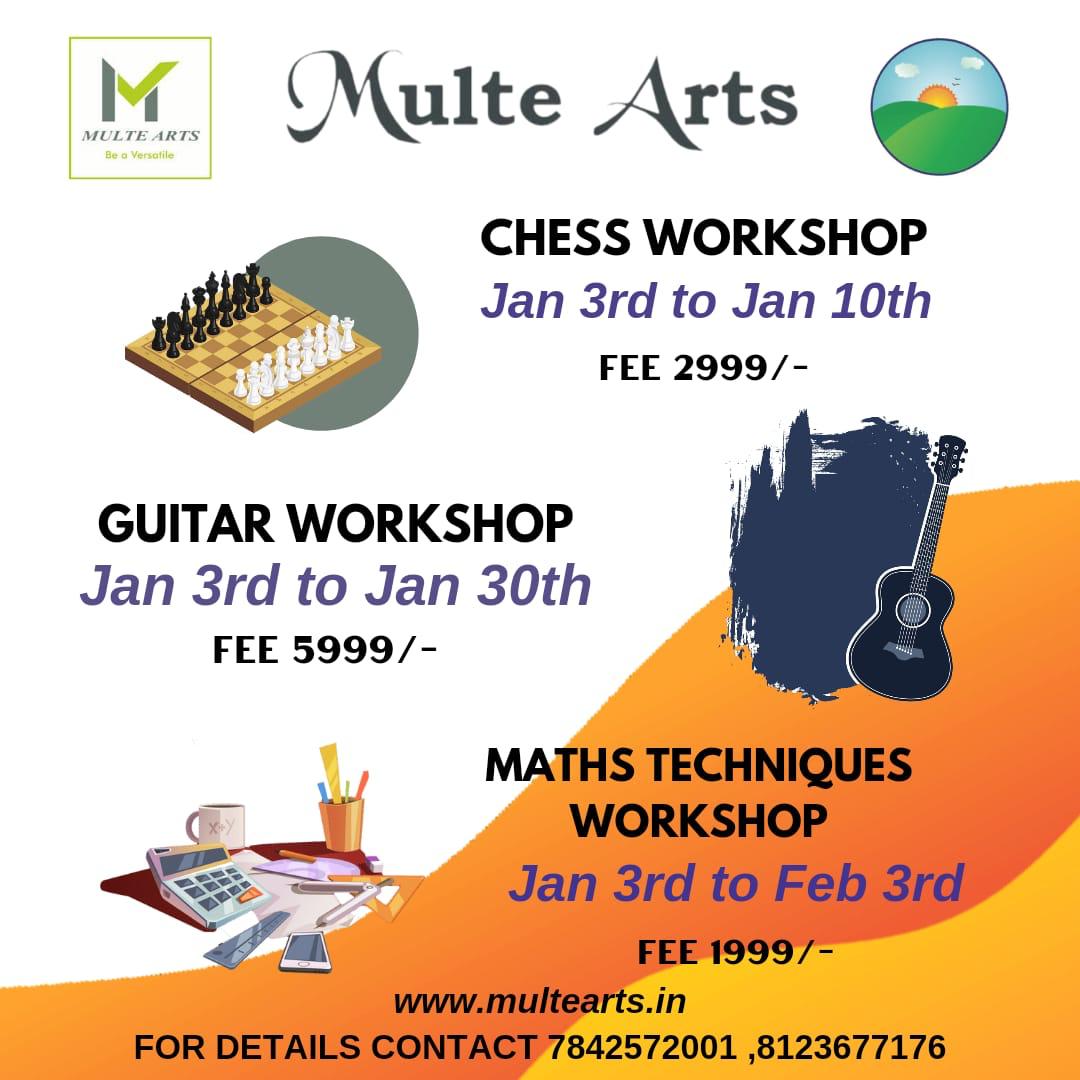 MULTE ARTS
Be a Versatile
Multe Arts
CHESS WORKSHOP
Jan 3rd to Jan 10th
FEE 2999/-
GUITAR WORKSHOP
Jan 3rd to Jan 30th
FEE 5999/-
X+Y
MATHS TECHNIQUES
WORKSHOP
Jan 3rd to Feb 3rd
FEE 1999/-
www.multearts.in
FOR DETAILS CONTACT 7842572001 ,8123677176